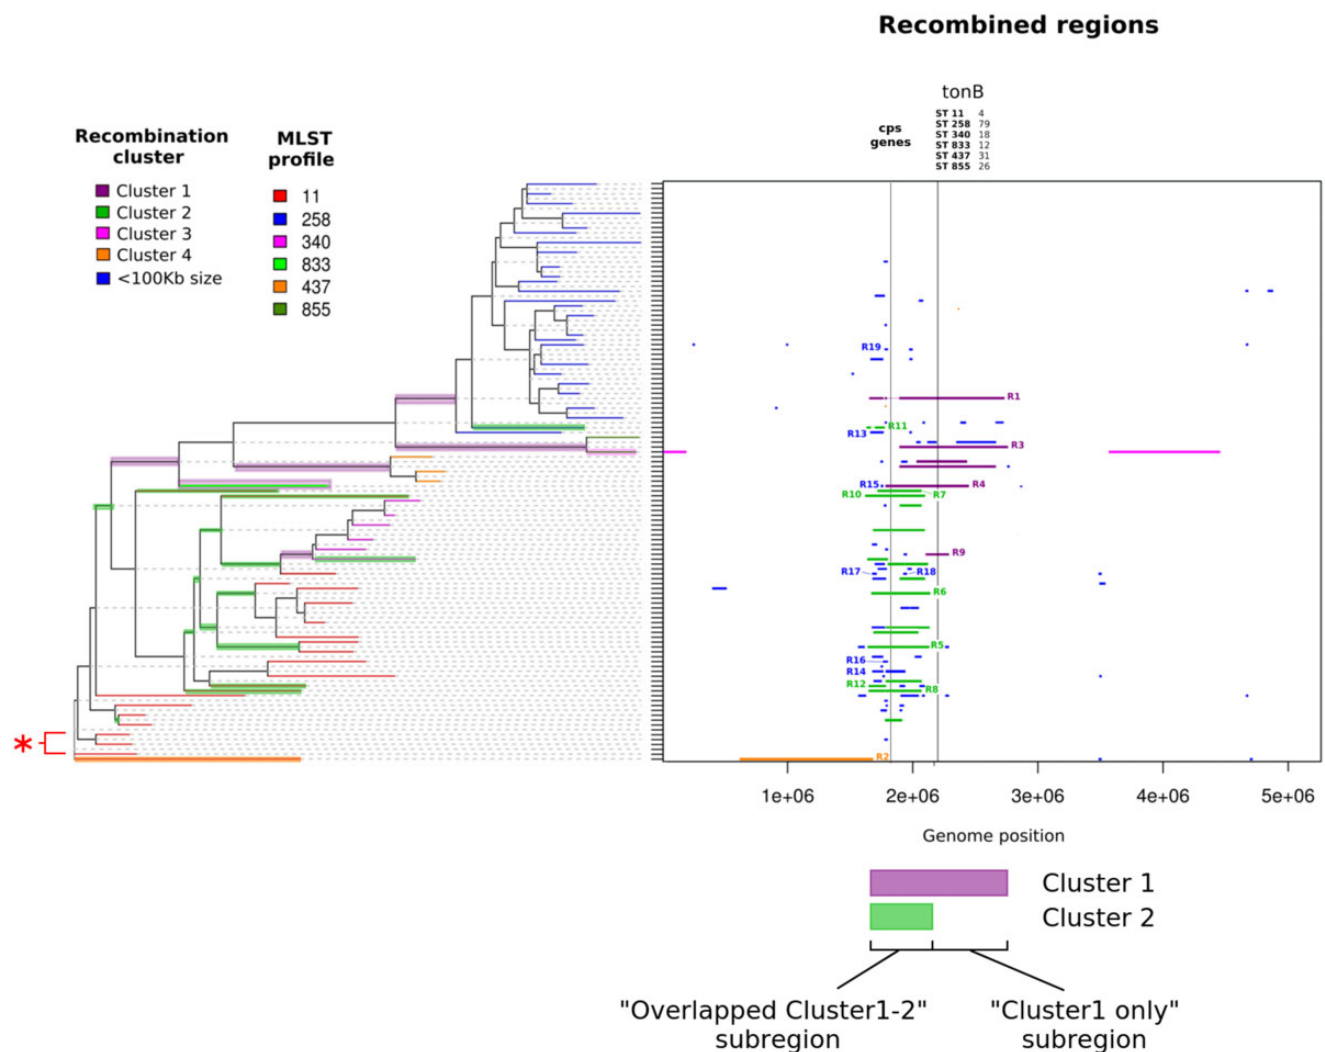 Recombined regions
tonB
ST 11 4
ST 258 79
ST 340 18
ST 833 12
ST 437 31
ST 855 26
cps
genes
Recombination
cluster
Cluster 1
Cluster 2
Cluster 3
Cluster 4
<100Kb size
MLST
profile
11
258
340
833
437
855
R19
R1
R11
R13
R3
R15
R4
R10
R7
R9
R17
R18
R6
R5
R16
R14
R12
R8
*
R2
1e+06 2e+06 3e+06 4e+06 5e+06
Genome position
Cluster 1
Cluster 2
"Overlapped Cluster1-2"
subregion
"Cluster1 only"
subregion